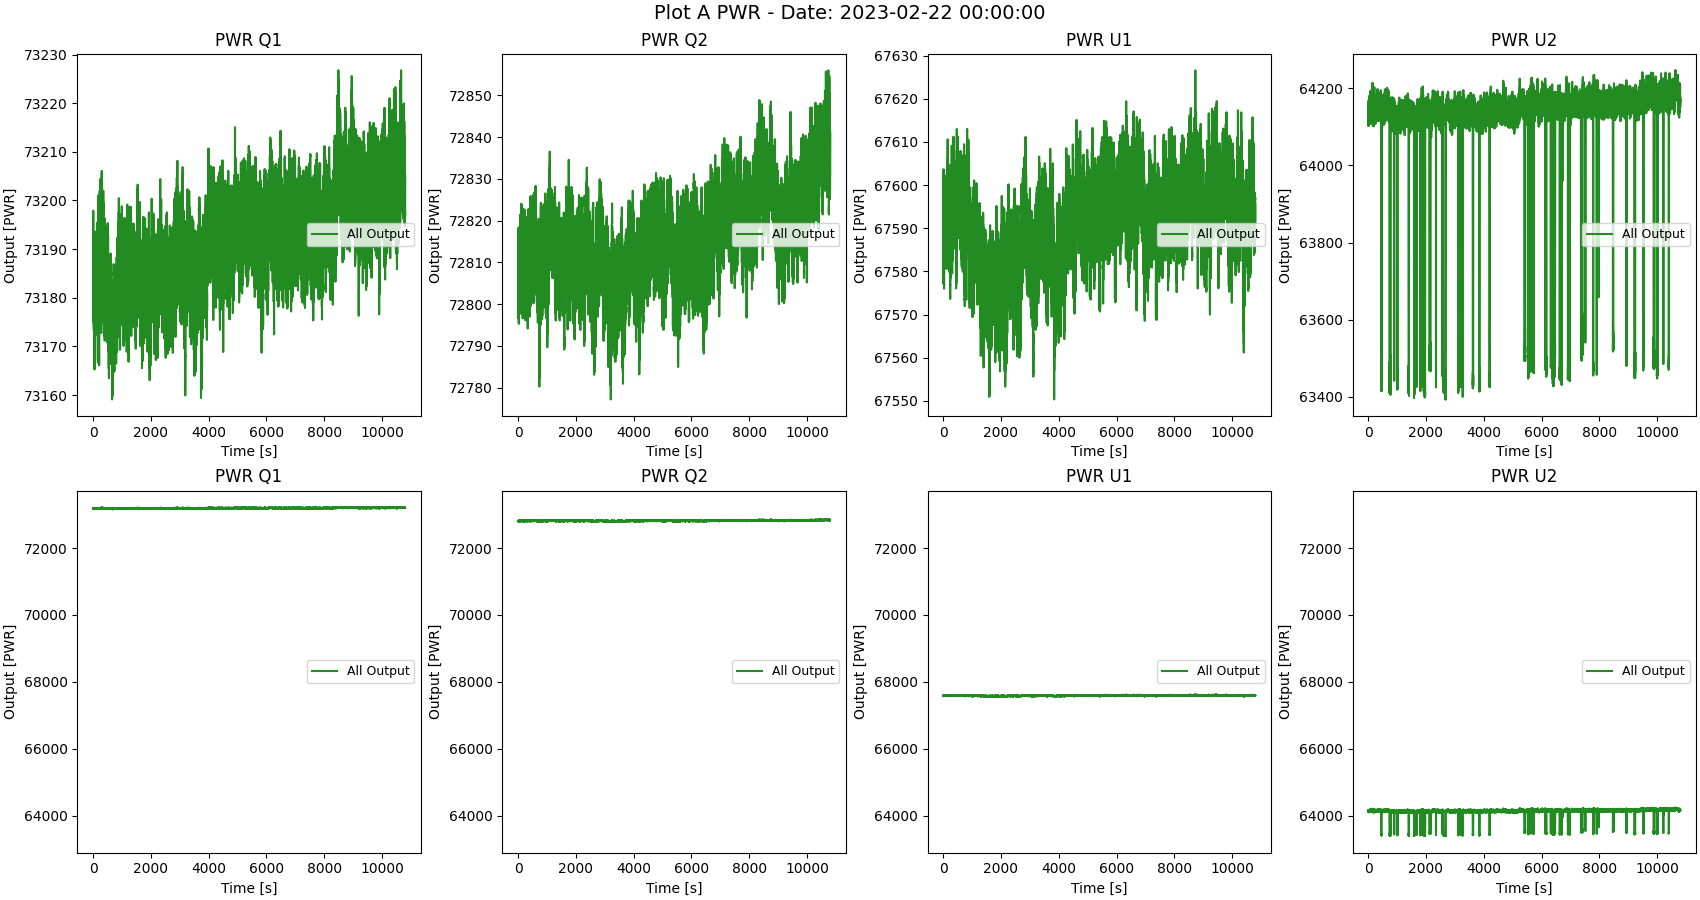 Plot A PWR - Date: 2023-02-22 00:00:00
PWR Q1
Output [PWR]
73230
73220
73210
73200
73190
73180
73170
73160
All Output
0 2000 4000 6000 8000 10000
Time [s]
PWR Q2
Output [PWR]
72850
72840
72830
72820
72810
72800
72790
72780
All Output
0 2000 4000 6000 8000 10000
Time [s]
PWR U1
Output [PWR]
67630
67620
67610
67600
67590
67580
67570
67560
67550
All Output
0 2000 4000 6000 8000 10000
Time [s]
PWR U2
Output [PWR]
64200
64000
63800
63600
63400
All Output
0 2000 4000 6000 8000 10000
Time [s]
PWR Q1
Output [PWR]
72000
70000
68000
66000
64000
All Output
0 2000 4000 6000 8000 10000
Time [s]
PWR Q2
Output [PWR]
72000
70000
68000
66000
64000
All Output
0 2000 4000 6000 8000 10000
Time [s]
PWR U1
Output [PWR]
72000
70000
68000
66000
64000
All Output
0 2000 4000 6000 8000 10000
Time [s]
PWR U2
Output [PWR]
72000
70000
68000
66000
64000
All Output
0 2000 4000 6000 8000 10000
Time [s]